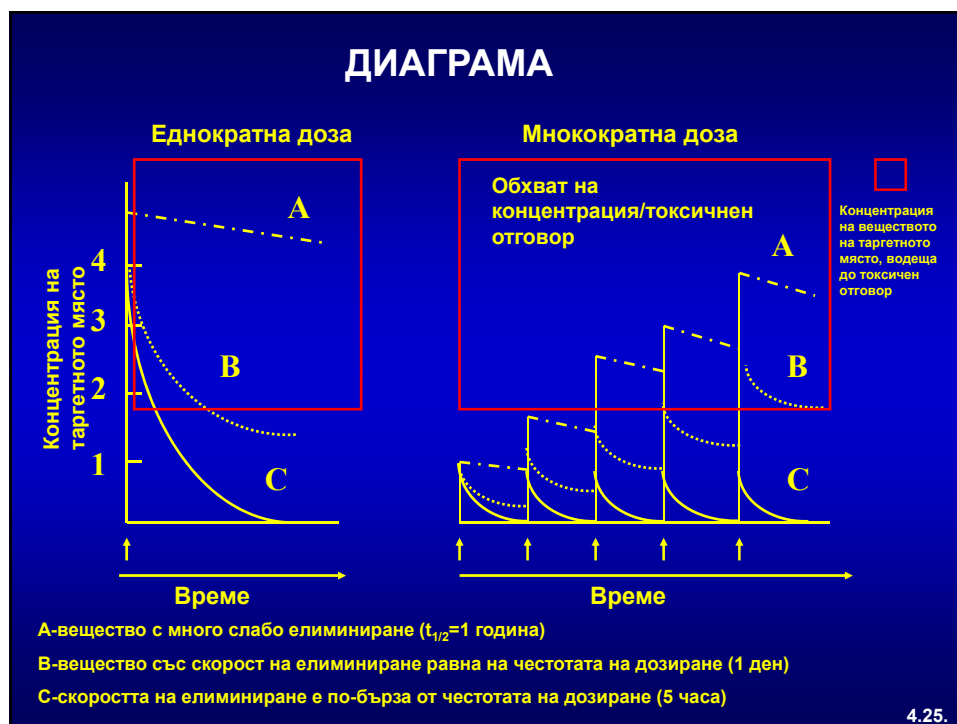 ДИАГРАМА
Еднократна доза
Мнокократна доза
Концентрация на
таргетното място
4
3
2
1
A
B
C
Време
Обхват на
концентрация/токсичнен
отговор
A
B
C
Време
Концентрация
на веществото
на таргетното
място, водеща
до токсичен
отговор
А-вещество с много слабо елиминиране (t1/2=1 година)
В-вещество със скорост на елиминиране равна на честотата на дозиране (1 ден)
С-скоростта на елиминиране е по-бърза от честотата на дозиране (5 часа)
4.25.